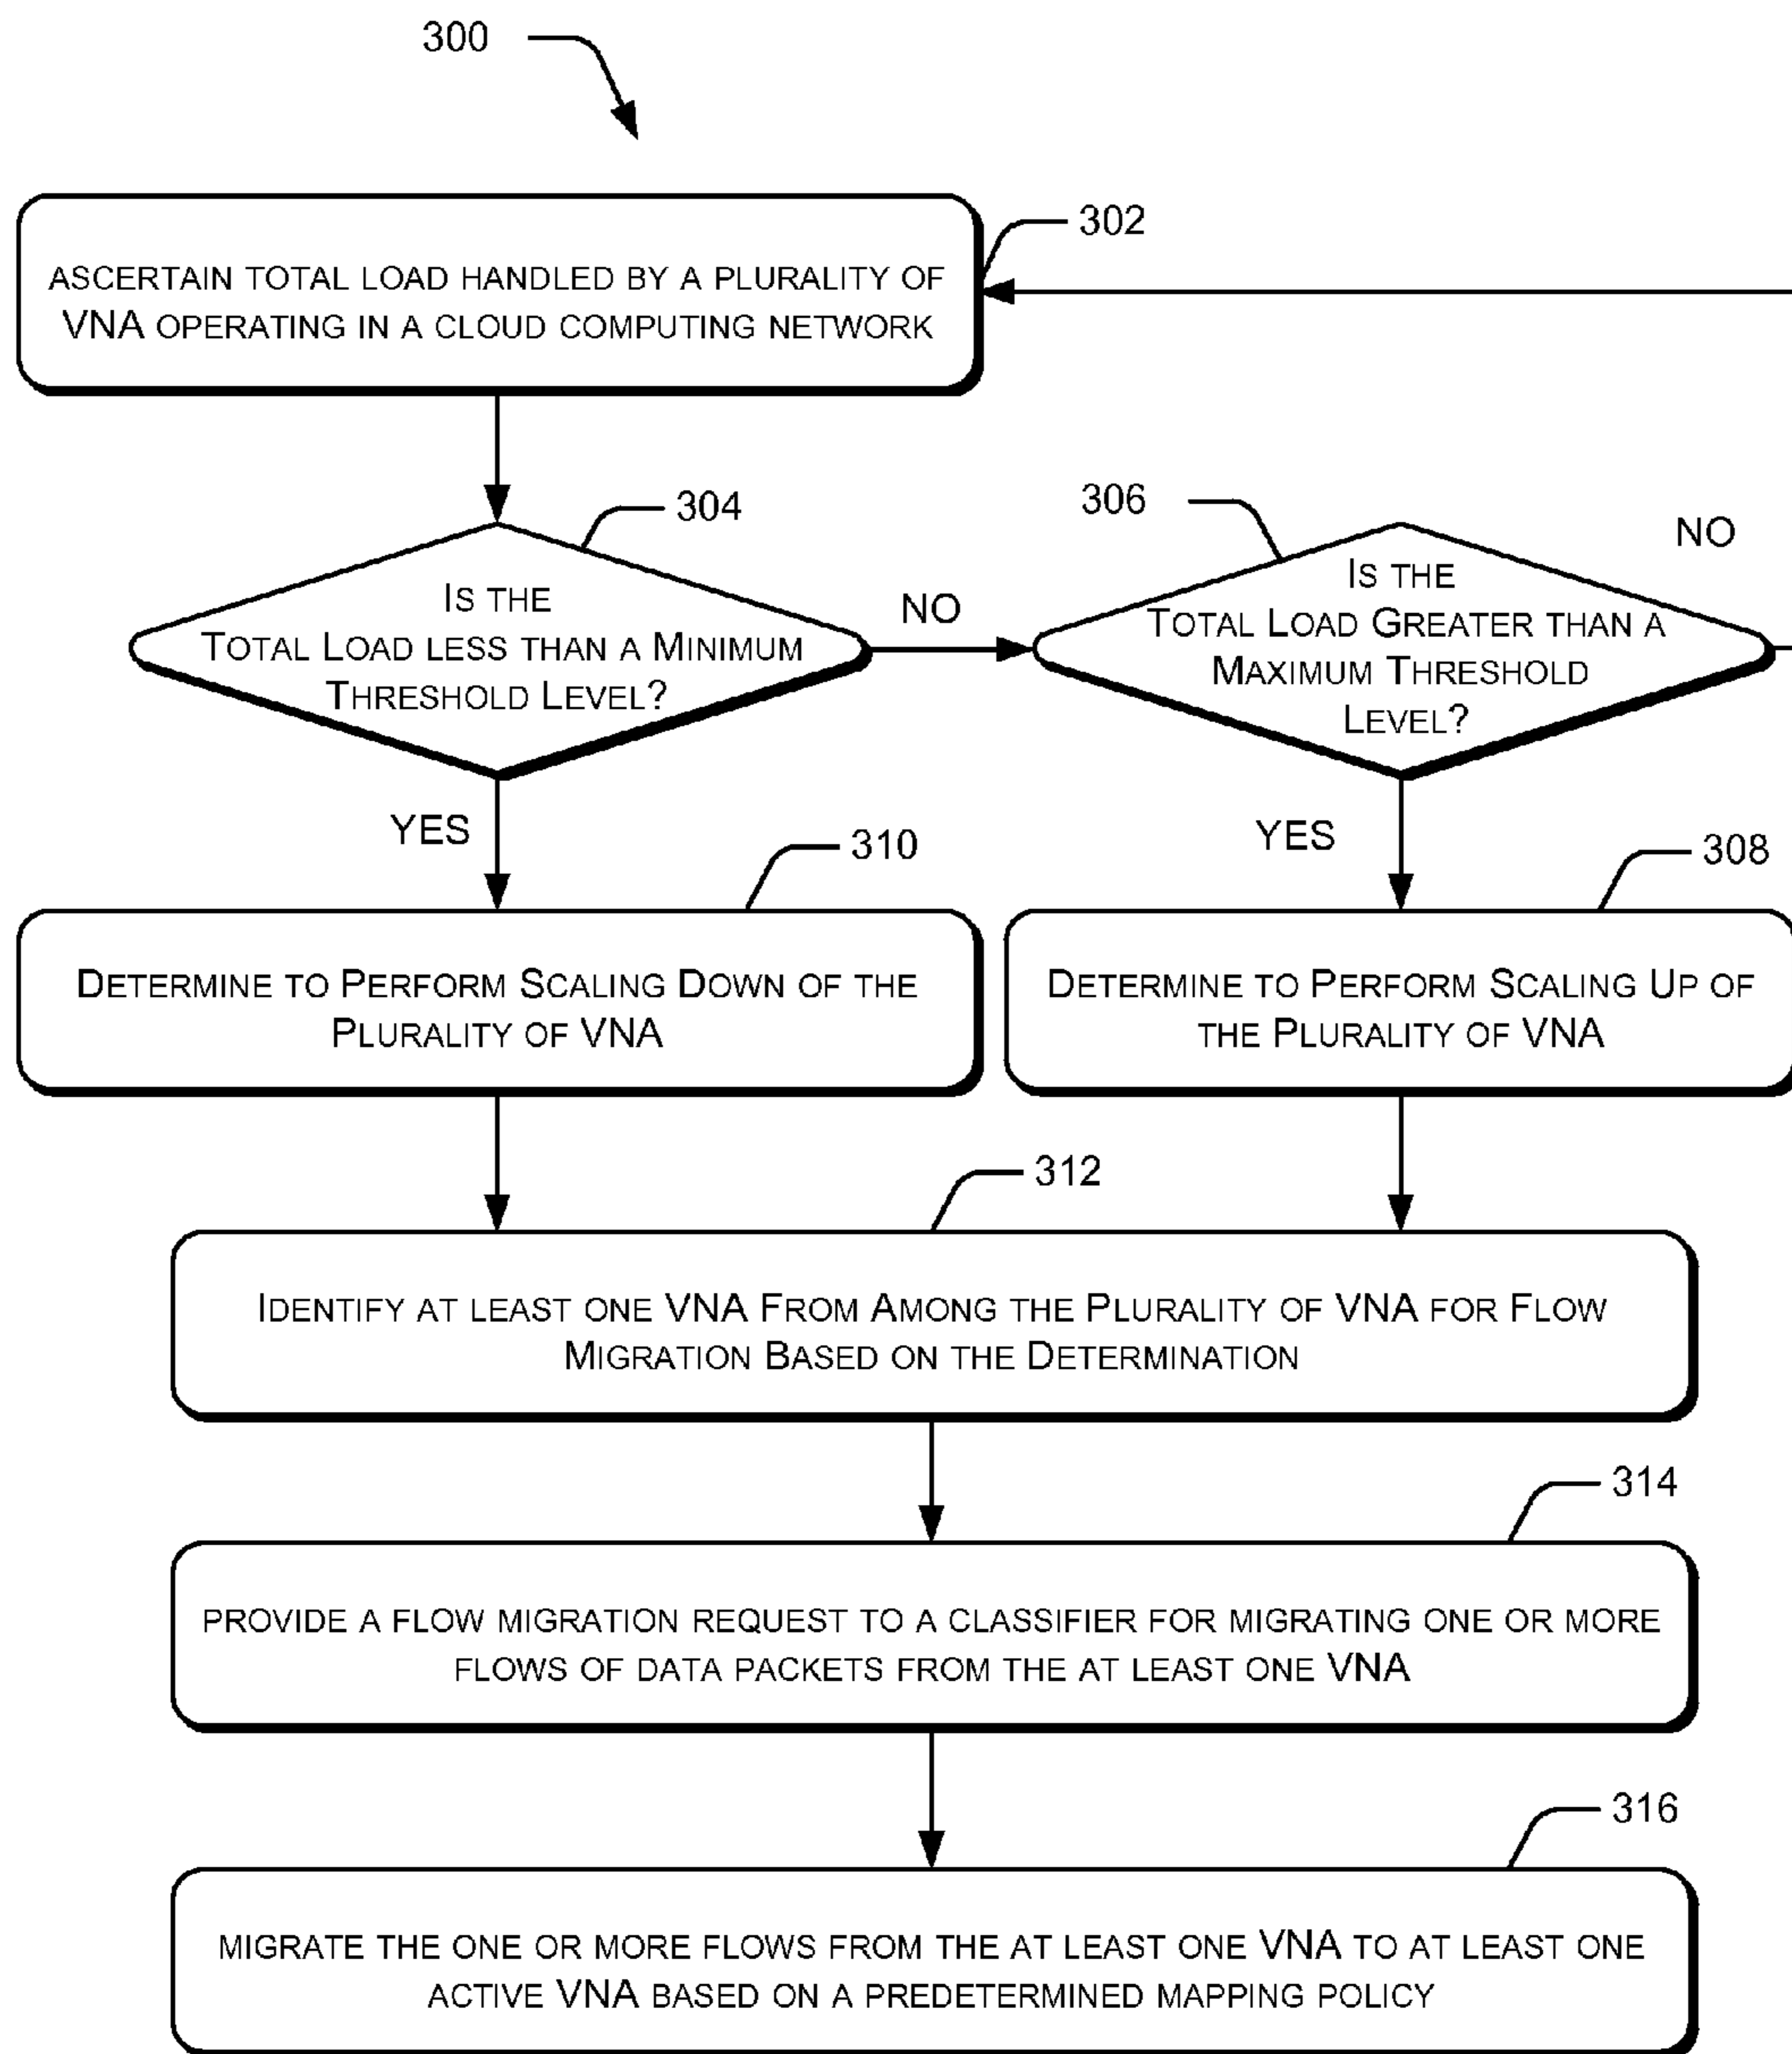 300
302
ASCERTAIN TOTAL LOAD HANDLED BY A PLURALITY OF
VNA OPERATING IN A CLOUD COMPUTING NETWORK
304
IS THE
TOTAL LOAD LESS THAN A MINIMUM
THRESHOLD LEVEL?
NO
306
IS THE
TOTAL LOAD GREATER THAN A
MAXIMUM THRESHOLD
LEVEL?
NO
YES
310
YES
308
DETERMINE TO PERFORM SCALING DOWN OF THE
PLURALITY OF VNA
DETERMINE TO PERFORM SCALING UP OF
THE PLURALITY OF VNA
312
IDENTIFY AT LEAST ONE VNA FROM AMONG THE PLURALITY OF VNA FOR FLOW
MIGRATION BASED ON THE DETERMINATION
314
PROVIDE A FLOW MIGRATION REQUEST TO A CLASSIFIER FOR MIGRATING ONE OR MORE
FLOWS OF DATA PACKETS FROM THE AT LEAST ONE VNA
316
MIGRATE THE ONE OR MORE FLOWS FROM THE AT LEAST ONE VNA TO AT LEAST ONE
ACTIVE VNA BASED ON A PREDETERMINED MAPPING POLICY